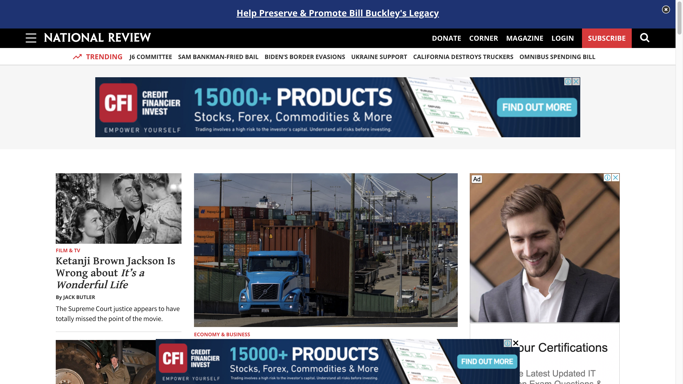 Help Preserve & Promote Bill Buckley's Legacy
NATIONAL REVIEW
DONATE CORNER MAGAZINE LOGIN SUBSCRIBE
TRENDING J6 COMMITTEE SAM BANKMAN-FRIED BAIL BIDEN'S BORDER EVASIONS UKRAINE SUPPORT CALIFORNIA DESTROYS TRUCKERS OMNIBUS SPENDING BILL
CFI CREDIT FINANCIER INVEST
EMPOWER YOURSELF
15000+ PRODUCTS
Stocks, Forex, Commodities & More
Trading involves a high risk to the investor's capital. Understand all risks before investing.
FIND OUT MORE
Ad
FILM & TV
Ketanji Brown Jackson Is
Wrong about It's a
Wonderful Life
By JACK BUTLER
The Supreme Court justice appears to have
totally missed the point of the movie.
ECONOMY & BUSINESS
CFI CREDIT FINANCIER INVEST
EMPOWER YOURSELF
15000+ PRODUCTS
Stocks, Forex, Commodities & More
Trading involves a high risk to the investor's capital. Understand all risks before investing.
FIND OUT MORE
our Certifications
Latest Updated IT
Exam Questions &